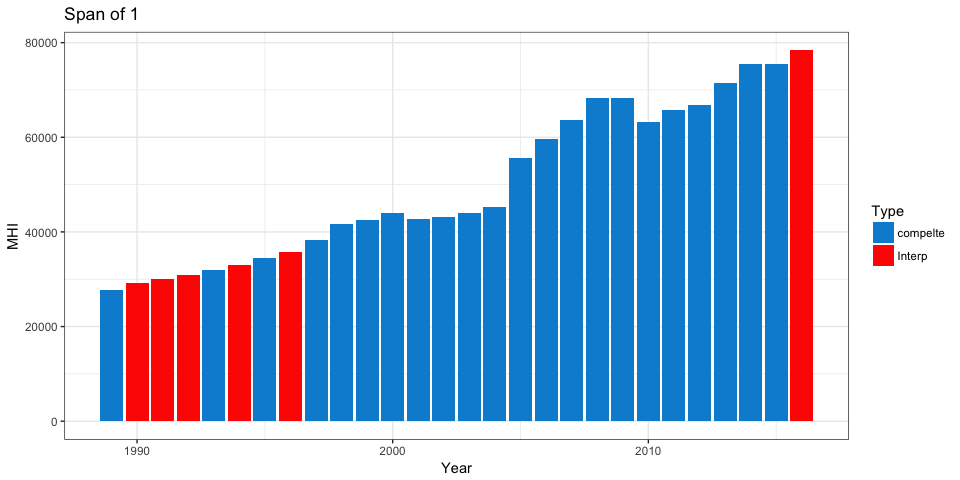 Span of 1
80000
60000
40000
20000
0
MHI
1990
2000
2010
Year
Type
compelte
Interp